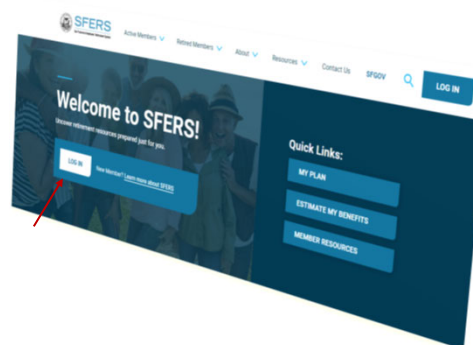 SFERS
Active Members
Retired Members
About
Resources
Contact Us
SFGOV
LOG IN
Welcome to SFERS!
Uncover retirement resources prepared just for you.
LOG IN
New Member? Learn more about SFERS
Quick Links:
MY PLAN
ESTIMATE MY BENEFITS
MEMBER RESOURCES